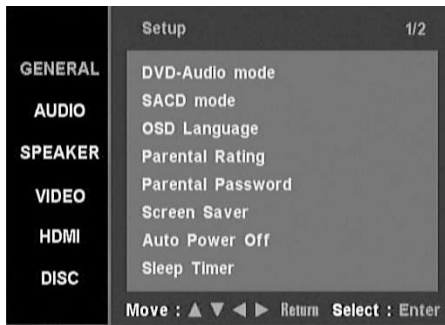 Setup 1/2
GENERAL
AUDIO
SPEAKER
VIDEO
HDMI
DISC
DVD-Audio mode
SACD mode
OSD Language
Parental Rating
Parental Password
Screen Saver
Auto Power Off
Sleep Timer
Move : ▲ ▼ ◀ ▶ Return Select : Enter